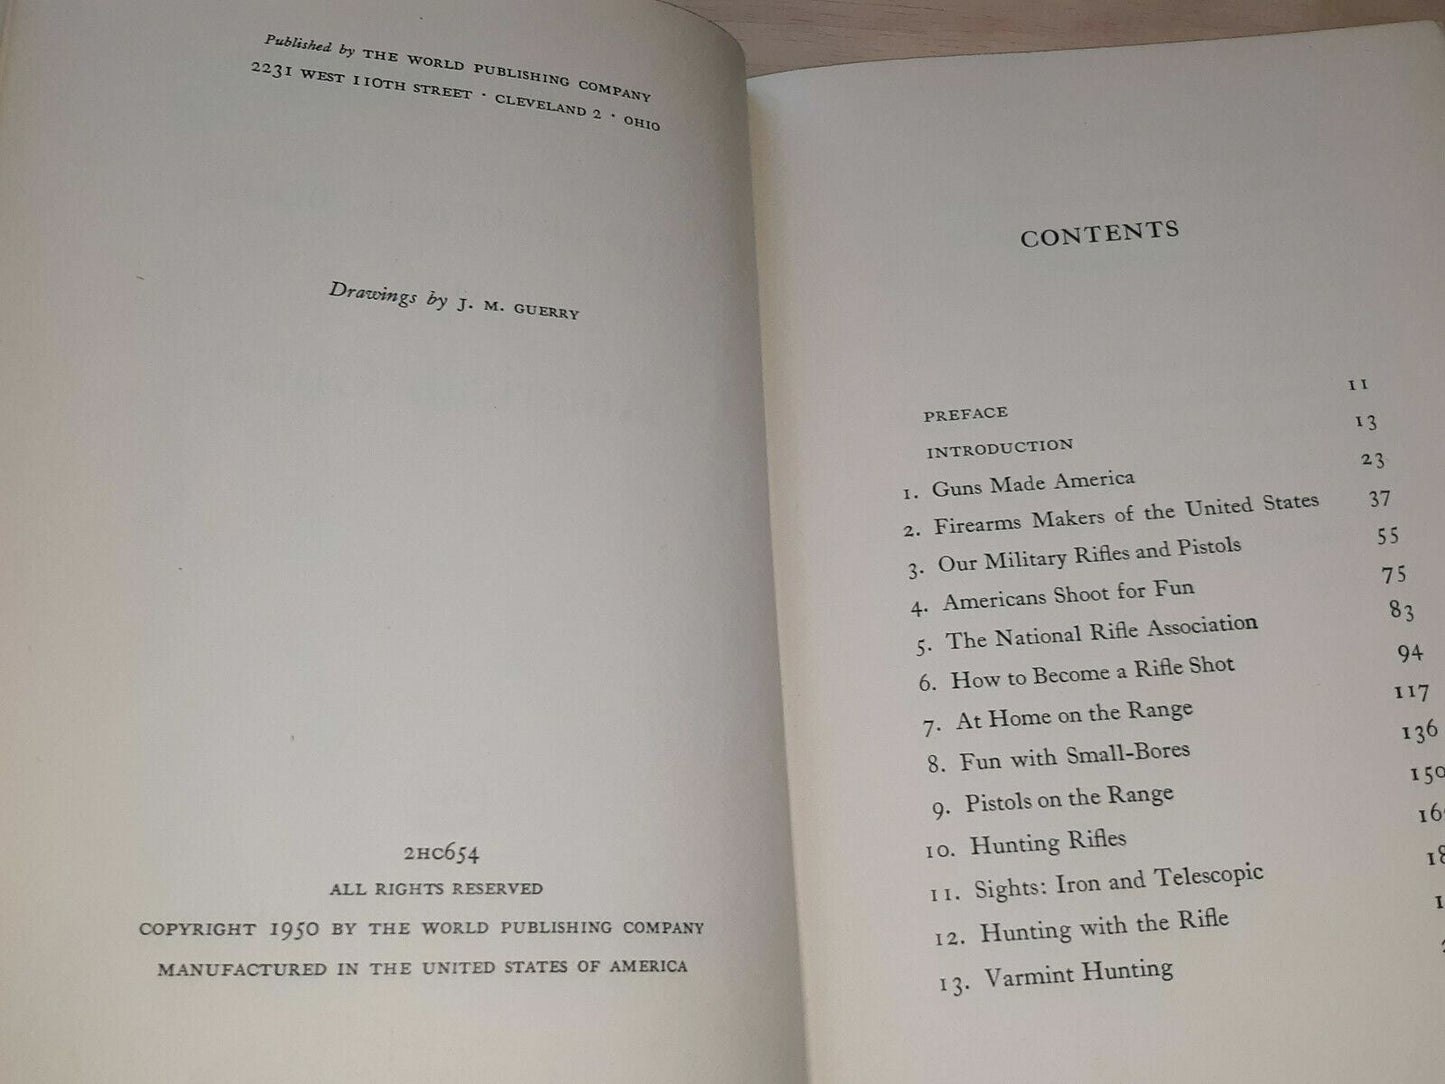 Published by THE WORLD PUBLISHING COMPANY
2231 WEST 110TH STREET · CLEVELAND 2 · OHIO
Drawings by J. M. GUERRY
2HC654
ALL RIGHTS RESERVED
COPYRIGHT 1950 BY THE WORLD PUBLISHING COMPANY
MANUFACTURED IN THE UNITED STATES OF AMERICA
CONTENTS
PREFACE 11
INTRODUCTION 13
1. Guns Made America 23
2. Firearms Makers of the United States 37
3. Our Military Rifles and Pistols 55
4. Americans Shoot for Fun 75
5. The National Rifle Association 83
6. How to Become a Rifle Shot 94
7. At Home on the Range 117
8. Fun with Small-Bores 136
9. Pistols on the Range 150
10. Hunting Rifles
11. Sights: Iron and Telescopic
12. Hunting with the Rifle
13. Varmint Hunting